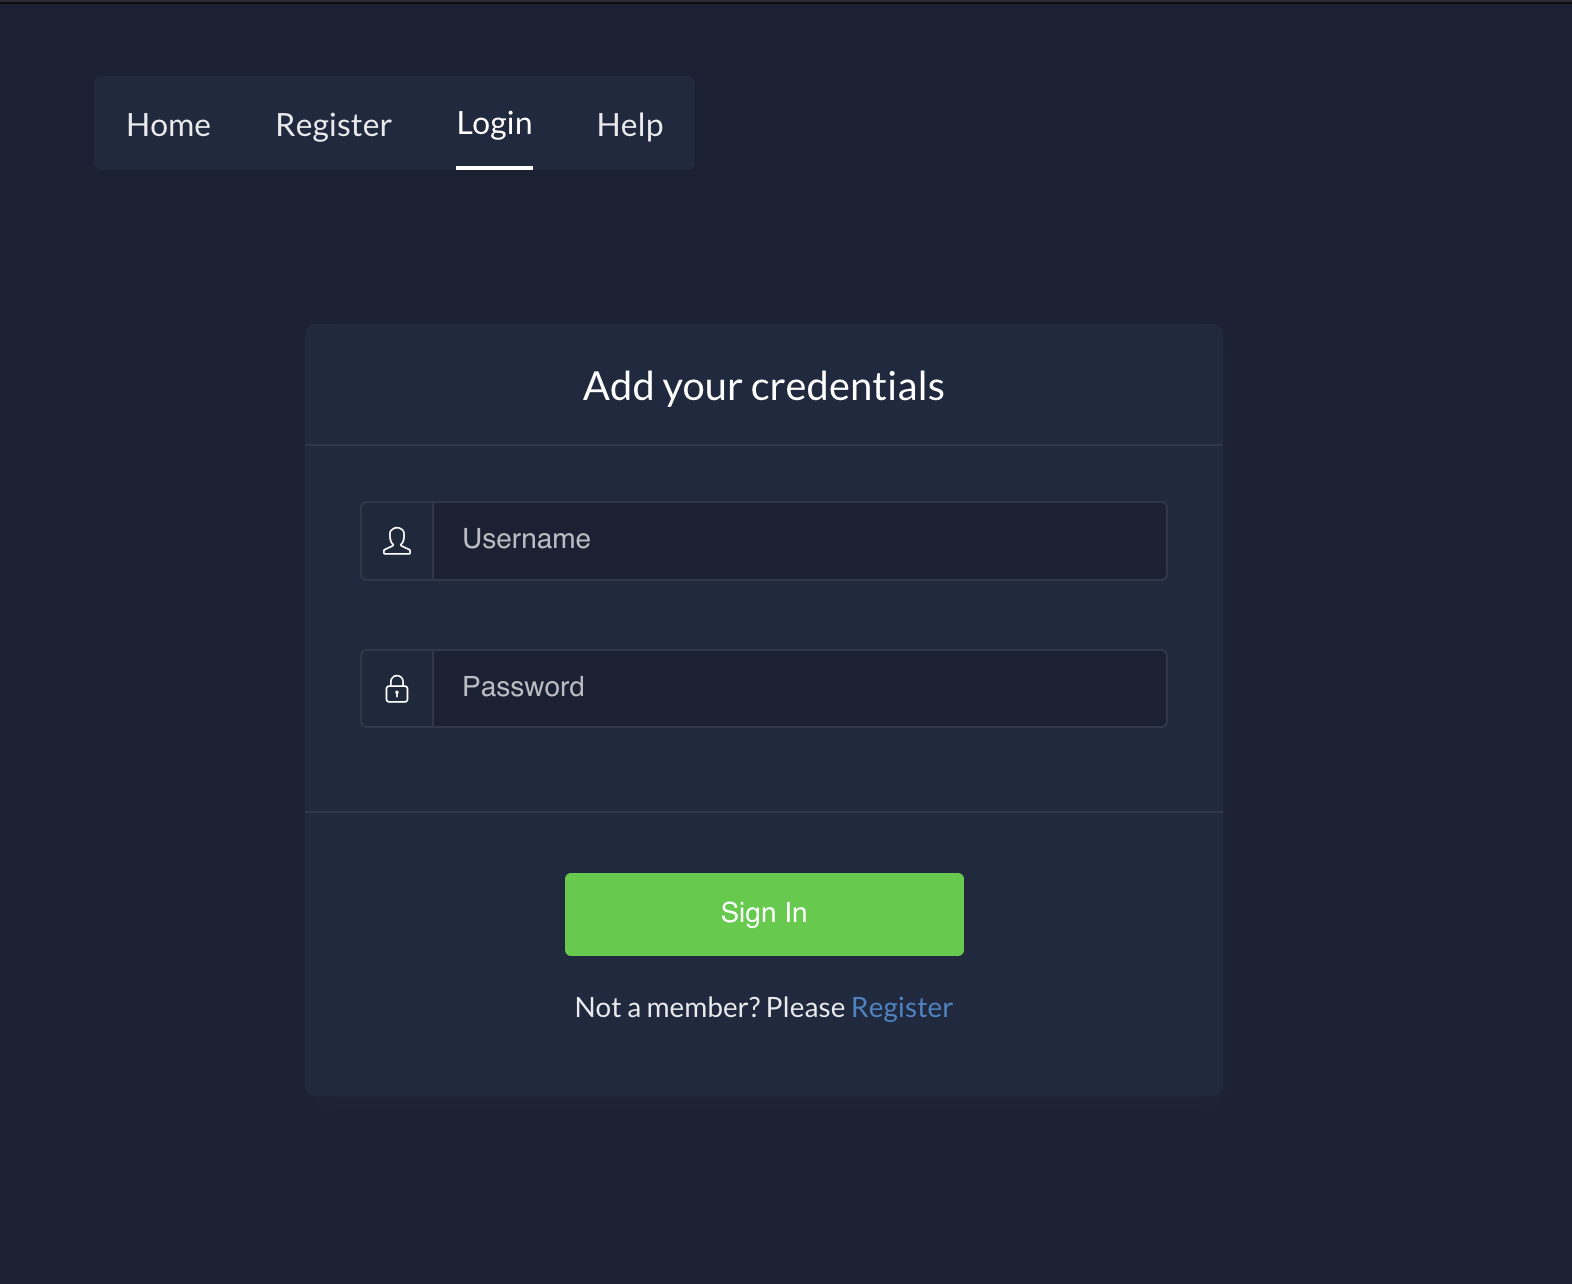 Home Register Login Help
Add your credentials
Username
Password
Sign In
Not a member? Please Register